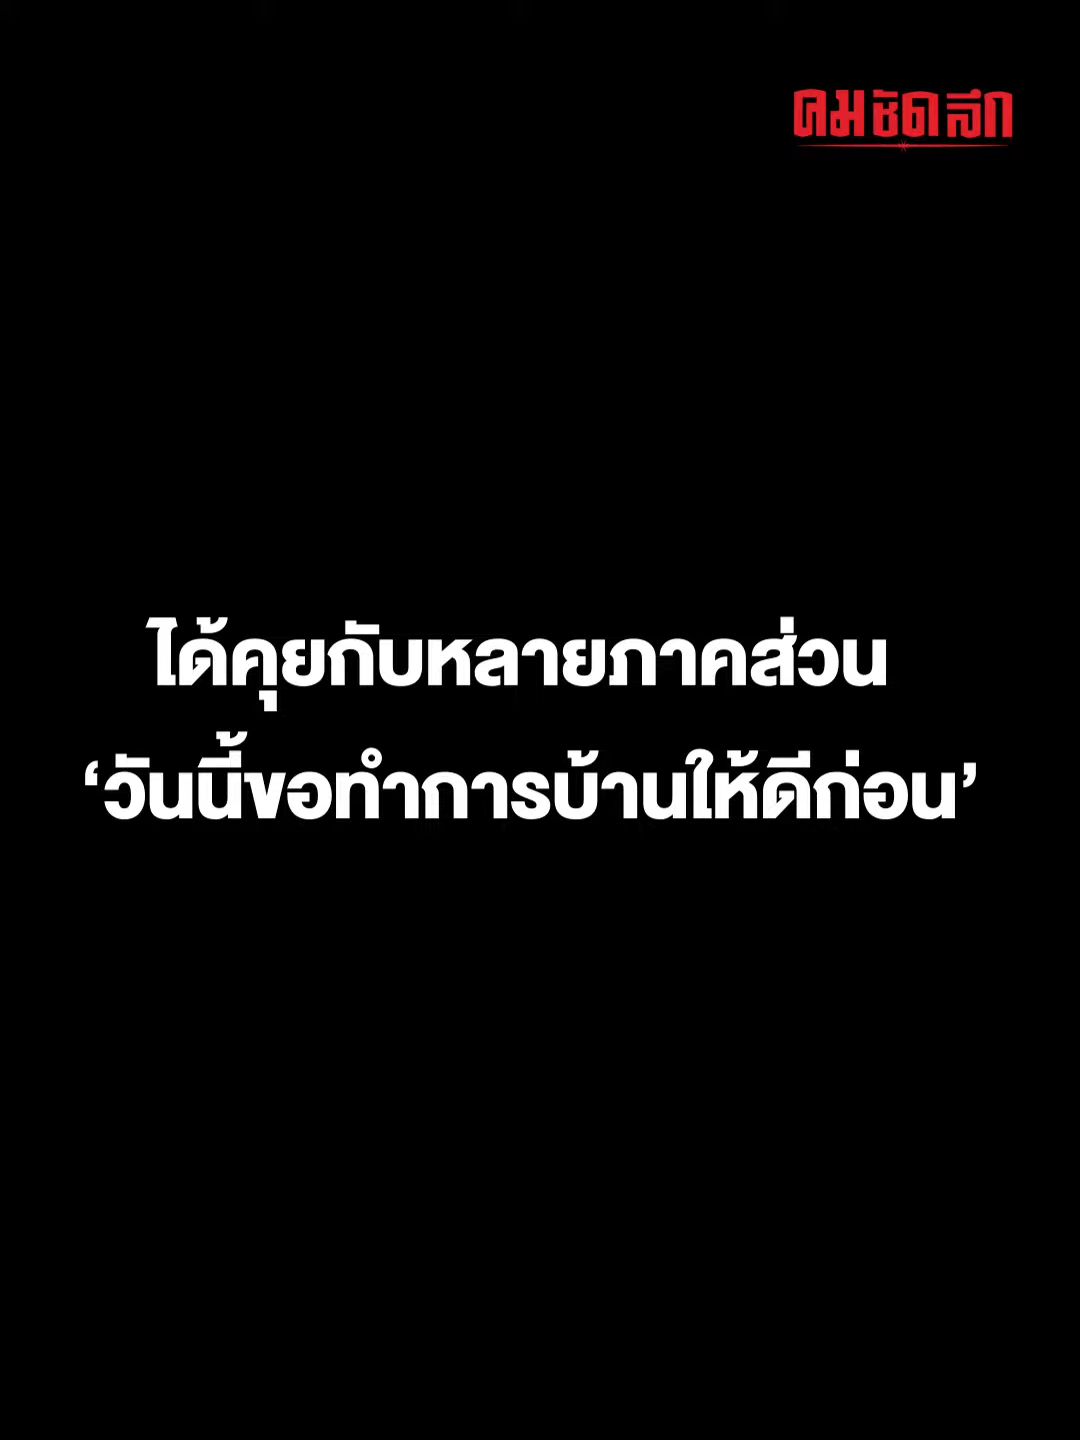 คมชัดลึก
ได้คุยกับหลายภาคส่วน
‘วันนี้ขอทำการบ้านให้ดีก่อน’